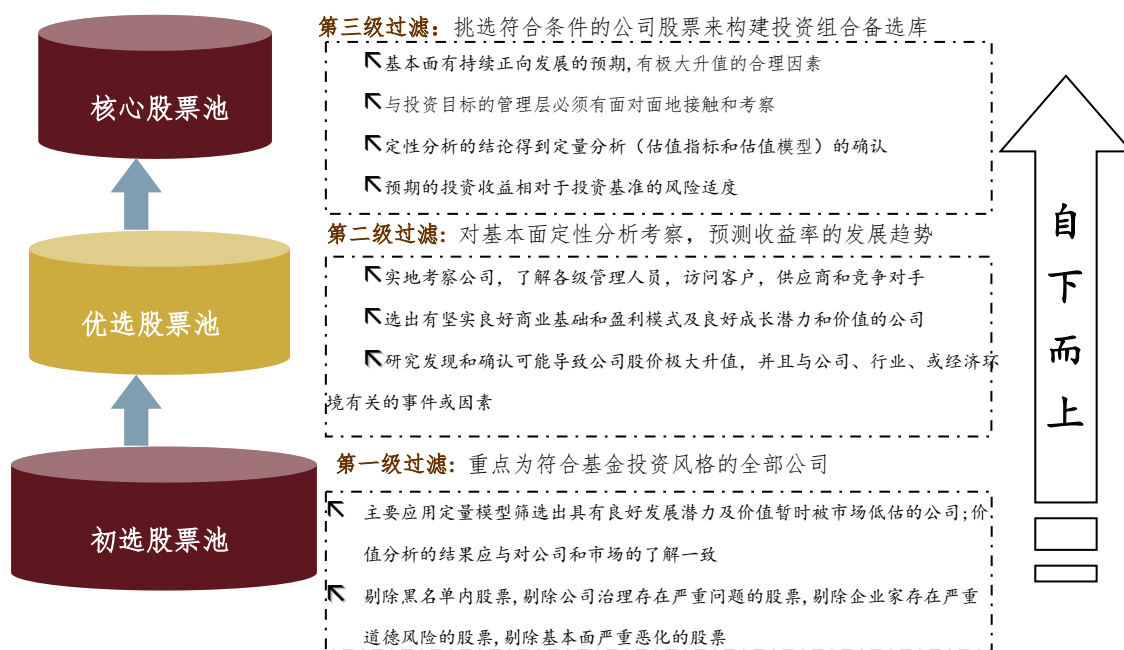 第三级过滤：挑选符合条件的公司股票来构建投资组合备选库
基本面有持续正向发展的预期,有极大升值的合理因素
与投资目标的管理层必须有面对面地接触和考察
定性分析的结论得到定量分析（估值指标和估值模型）的确认
预期的投资收益相对于投资基准的风险适度
核心股票池
第二级过滤：对基本面定性分析考察，预测收益率的发展趋势
实地考察公司，了解各级管理人员，访问客户，供应商和竞争对手
选出有坚实良好商业基础和盈利模式及良好成长潜力和价值的公司
研究发现和确认可能导致公司股价极大升值，并且与公司、行业、或经济环
境有关的事件或因素
优选股票池
第一级过滤：重点为符合基金投资风格的全部公司
主要应用定量模型筛选出具有良好发展潜力及价值暂时被市场低估的公司;价
值分析的结果应与对公司和市场的了解一致
剔除黑名单内股票,剔除公司治理存在严重问题的股票,剔除企业家存在严重
道德风险的股票,剔除基本面严重恶化的股票
初选股票池
自
下
而
上